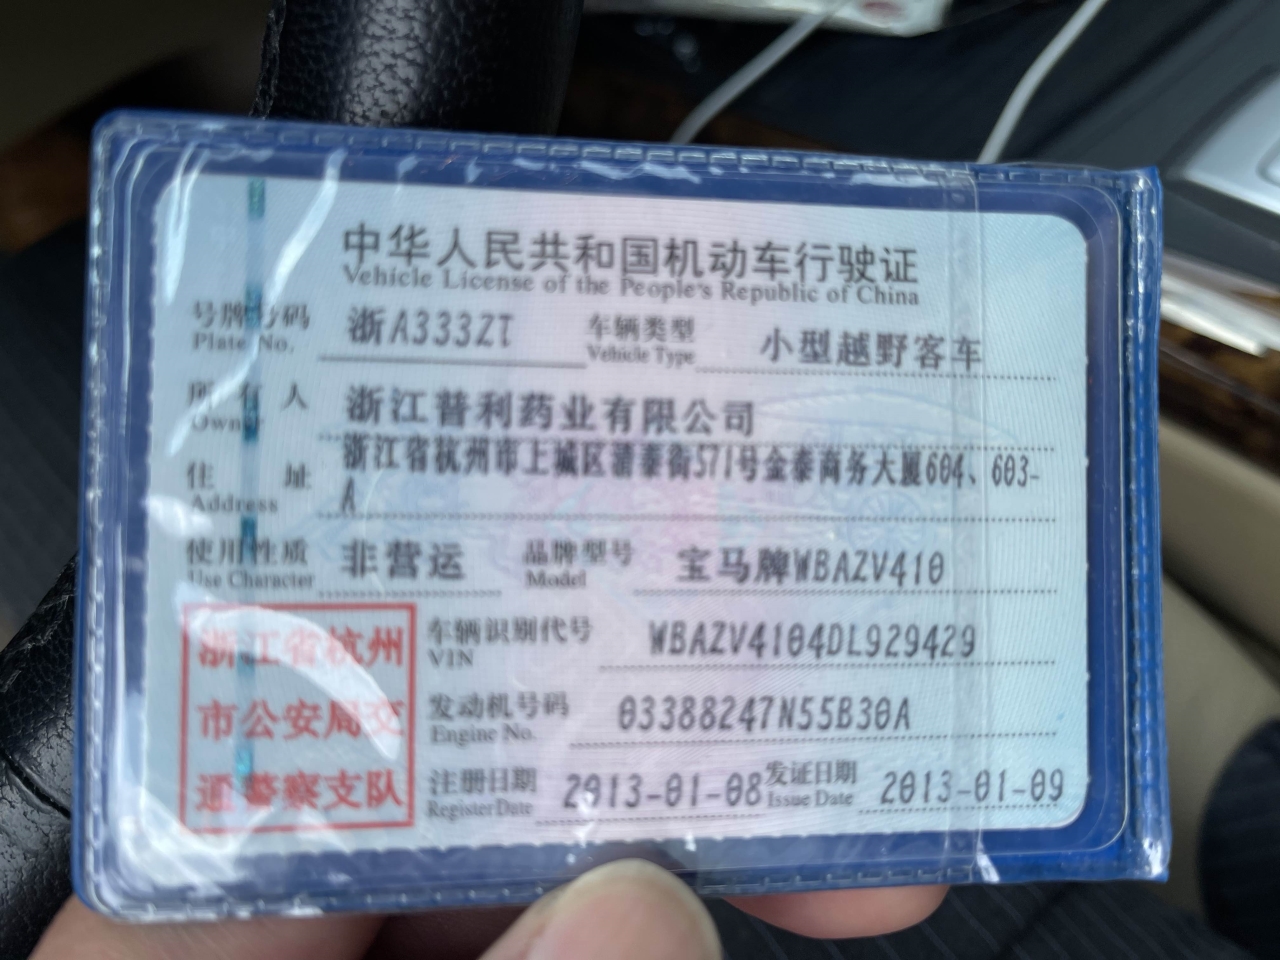 中华人民共和国机动车行驶证
Vehicle License of the People's Republic of China
号牌号码 浙A333ZT 车辆类型 小型越野客车
Plate No. Vehicle Type
所有人 浙江普利药业有限公司
Owner
住址 浙江省杭州市上城区清泰街571号金泰商务大厦604、603-
Address A
使用性质 非营运 品牌型号 宝马牌WBAZV410
Use Character Model
车辆识别代号 WBAZV4104DL929429
VIN
发动机号码 03388247N55B30A
Engine No.
注册日期 2013-01-08 发证日期 2013-01-09
Register Date Issue Date
浙江省杭州
市公安局交
通警察支队